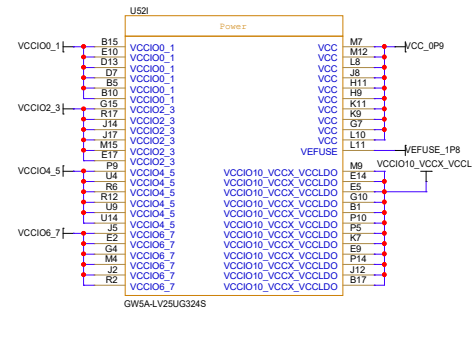 U52I
Power
VCCIO0_1 B15 VCCIO0_1 VCC M7 VCC_0P9
E10 VCCIO0_1 VCC M12
D13 VCCIO0_1 VCC L8
D7 VCCIO0_1 VCC J8
B5 VCCIO0_1 VCC H11
B10 VCCIO0_1 VCC H9
VCCIO2_3 G15 VCCIO2_3 VCC K11
R17 VCCIO2_3 VCC K9
J14 VCCIO2_3 VCC G7
J17 VCCIO2_3 VCC L10
M15 VCCIO2_3 VEFUSE L11 VEFUSE_1P8
E17 VCCIO2_3
VCCIO10_VCCX_VCCL
VCCIO4_5 P9 VCCIO4_5 VCCIO10_VCCX_VCCLDO M9
U4 VCCIO4_5 VCCIO10_VCCX_VCCLDO E14
R6 VCCIO4_5 VCCIO10_VCCX_VCCLDO E5
R12 VCCIO4_5 VCCIO10_VCCX_VCCLDO G10
U9 VCCIO4_5 VCCIO10_VCCX_VCCLDO B1
U14 VCCIO4_5 VCCIO10_VCCX_VCCLDO P10
VCCIO6_7 J5 VCCIO6_7 VCCIO10_VCCX_VCCLDO P5
E2 VCCIO6_7 VCCIO10_VCCX_VCCLDO K7
G4 VCCIO6_7 VCCIO10_VCCX_VCCLDO E9
M4 VCCIO6_7 VCCIO10_VCCX_VCCLDO P14
J2 VCCIO6_7 VCCIO10_VCCX_VCCLDO J12
R2 VCCIO6_7 VCCIO10_VCCX_VCCLDO B17
GW5A-LV25UG324S